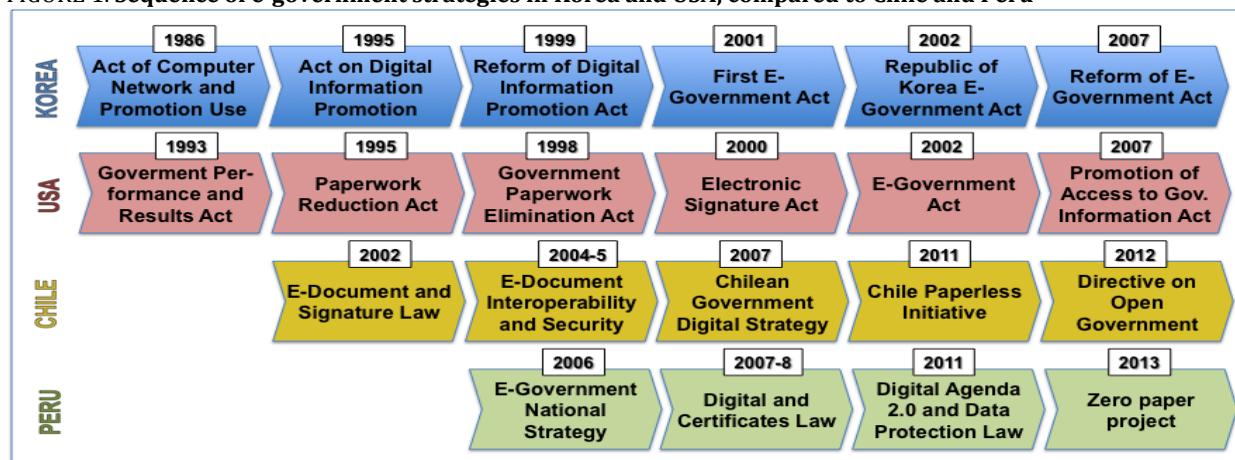 FIGURE 1. Sequence of e-government strategies in Korea and USA, compared to Chile and Peru
KOREA
1986
Act of Computer
Network and
Promotion Use
1995
Act on Digital
Information
Promotion
1999
Reform of Digital
Information
Promotion Act
2001
First E-
Government Act
2002
Republic of
Korea E-
Government Act
2007
Reform of E-
Government Act
USA
1993
Goverment Per-
formance and
Results Act
1995
Paperwork
Reduction Act
1998
Government
Paperwork
Elimination Act
2000
Electronic
Signature Act
2002
E-Government
Act
2007
Promotion of
Access to Gov.
Information Act
CHILE
2002
E-Document and
Signature Law
2004-5
E-Document
Interoperability
and Security
2007
Chilean
Government
Digital Strategy
2011
Chile Paperless
Initiative
2012
Directive on
Open
Government
PERU
2006
E-Government
National
Strategy
2007-8
Digital and
Certificates Law
2011
Digital Agenda
2.0 and Data
Protection Law
2013
Zero paper
project